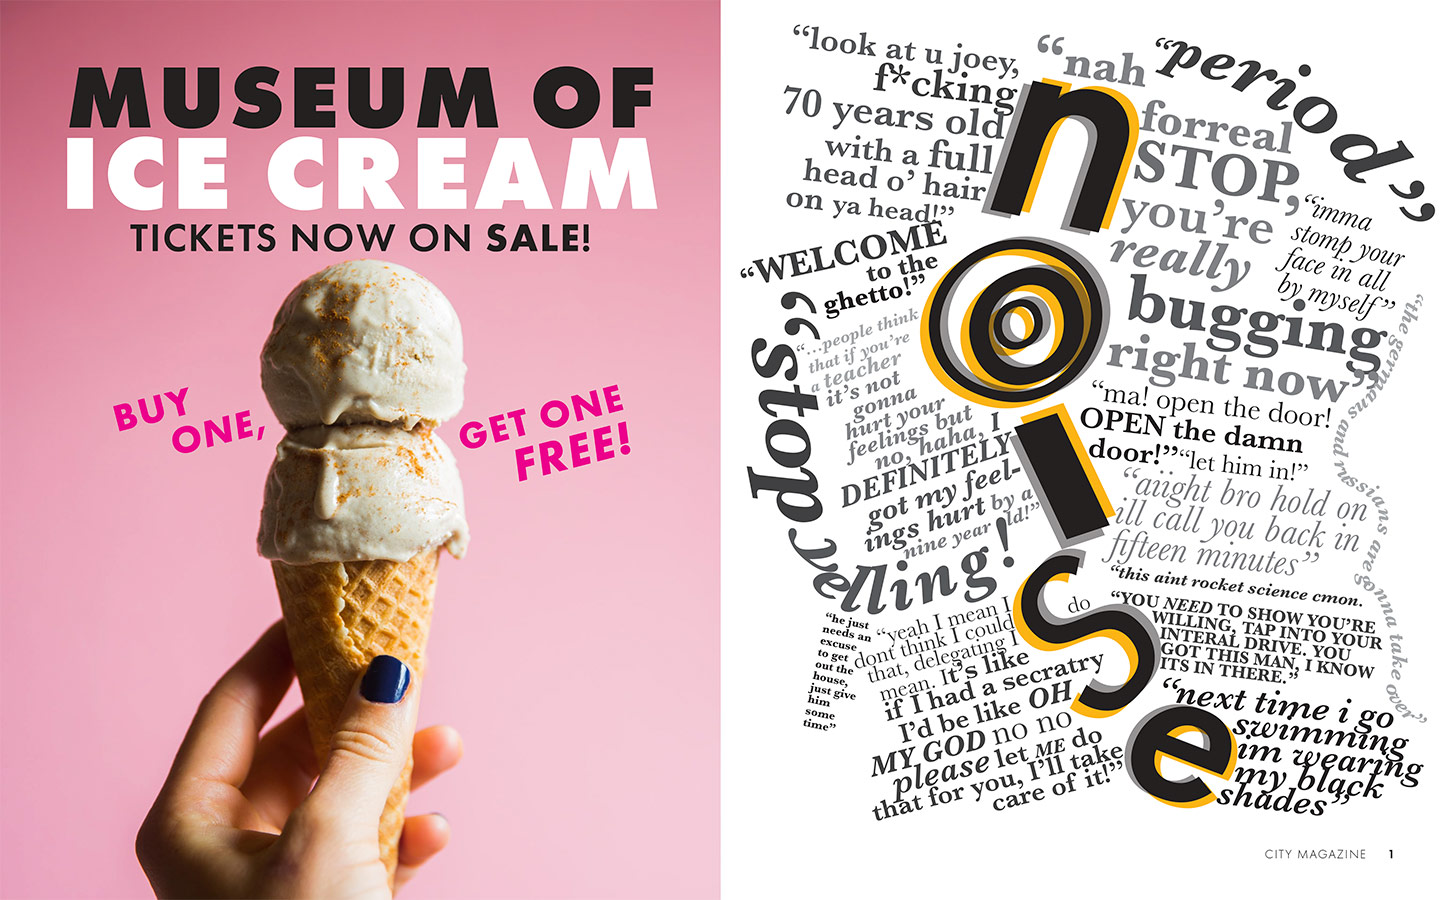 MUSEUM OF
ICE CREAM
TICKETS NOW ON SALE!
BUY
ONE,
GET ONE
FREE!
“look at u joey,
f*cking
70 years old
with a full
head o’ hair
on ya head!”
“WELCOME
to the
ghetto!”
“stop yelling!
“...people think
that if you’re
a teacher
it’s not
gonna
hurt your
feelings but
no, haha, I
DEFINITELY
got my feel-
ings hurt by a
nine year old!”
“he just
needs an
excuse
to get
out the
house,
just give
him
some
time”
“yeah I mean I do
dont think I could
that, delegating I
mean. It’s like
if I had a secratry
I’d be like OH
MY GOD no no
please let ME do
that for you, I’ll take
care of it!”
noise
“nah
forreal
STOP,
you’re
really
bugging
right now”
“period”
“imma
stomp your
face in all
by myself”
“the germans and russians are gonna take over”
“ma! open the door!
OPEN the damn
door!” “let him in!”
“aiight bro hold on
ill call you back in
fifteen minutes”
“this aint rocket science cmon.
“YOU NEED TO SHOW YOU’RE
WILLING, TAP INTO YOUR
INTERAL DRIVE. YOU
GOT THIS MAN, I KNOW
ITS IN THERE.”
“next time i go
swimming
im wearing
my black
shades”
CITY MAGAZINE 1